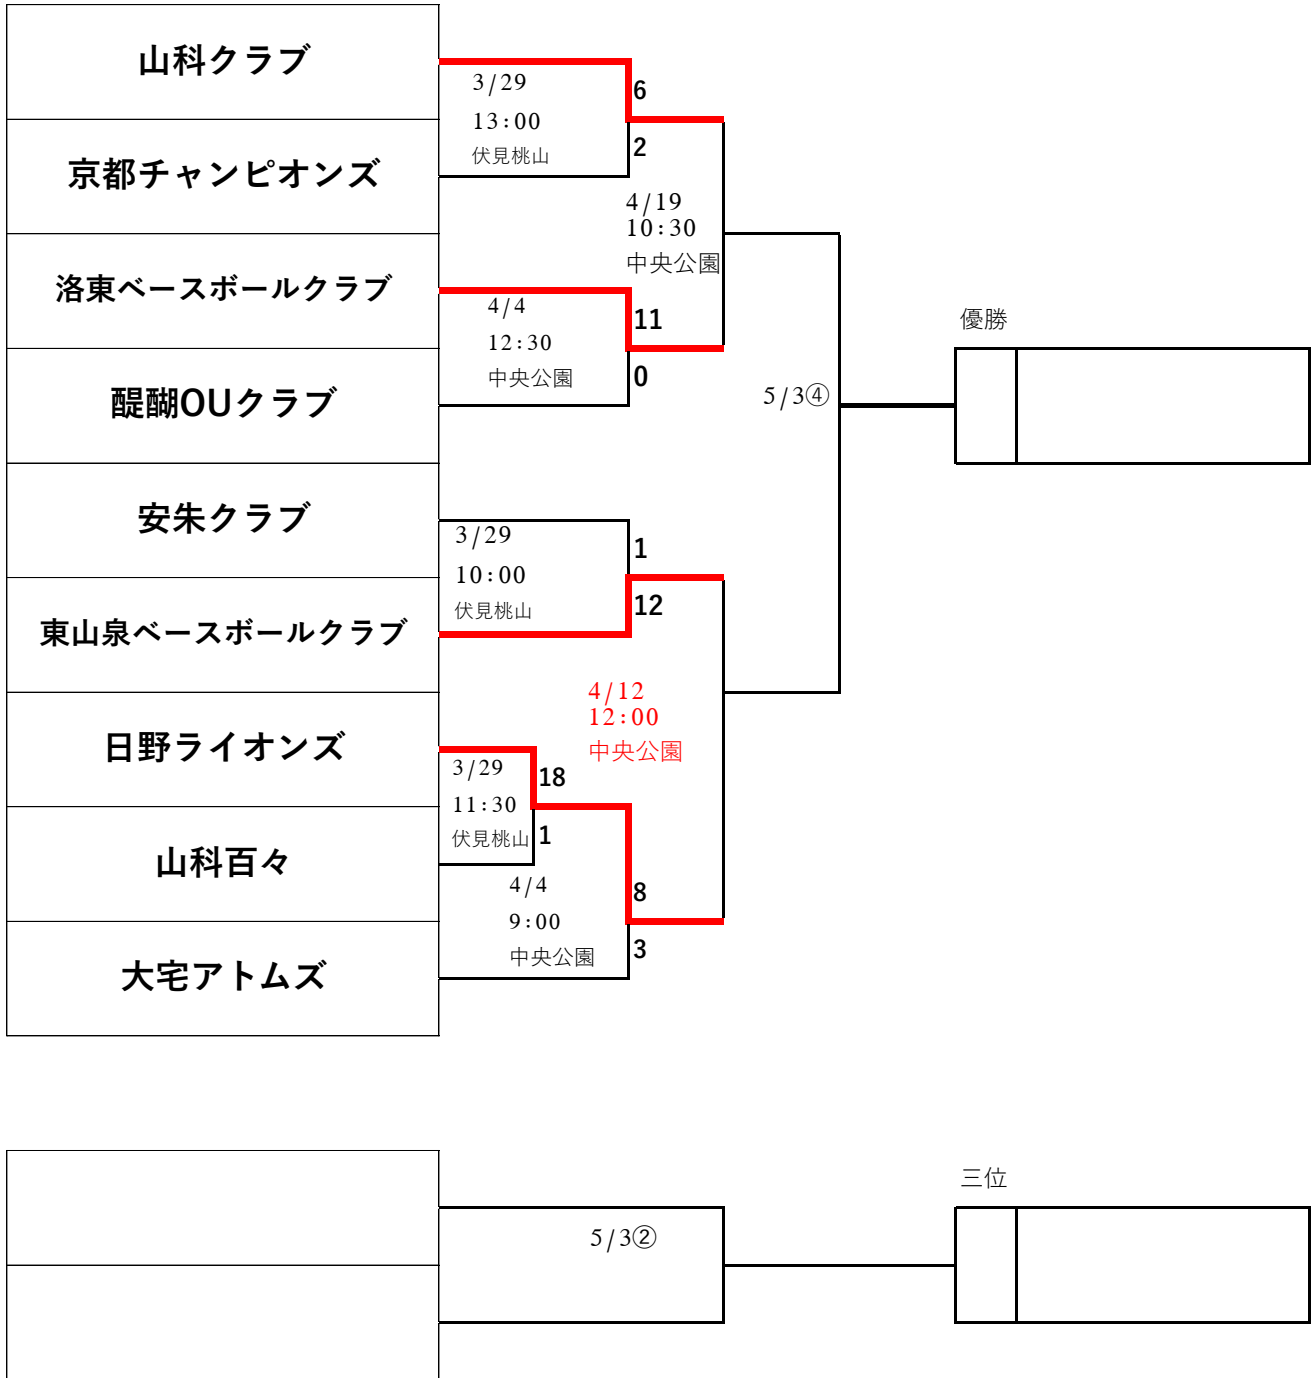 山科クラブ
3/29
13:00
伏見桃山
6
2
京都チャンピオンズ
4/19
10:30
中央公園
洛東ベースボールクラブ
4/4
12:30
中央公園
11
0
醍醐OUクラブ
5/3④
優勝
安朱クラブ
3/29
10:00
伏見桃山
1
12
東山泉ベースボールクラブ
4/12
12:00
中央公園
日野ライオンズ
3/29
11:30
伏見桃山
18
1
山科百々
4/4
9:00
中央公園
8
3
大宅アトムズ
5/3②
三位